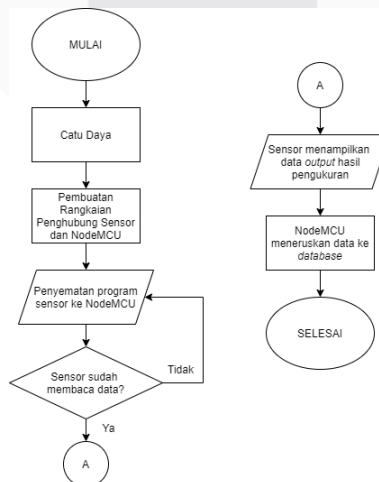 MULAI
Catu Daya
Pembuatan
Rangkaian
Penghubung Sensor
dan NodeMCU
Penyematan program
sensor ke NodeMCU
Sensor sudah
membaca data?
Tidak
Ya
A
A
Sensor menampilkan
data output hasil
pengukuran
NodeMCU
meneruskan data ke
database
SELESAI